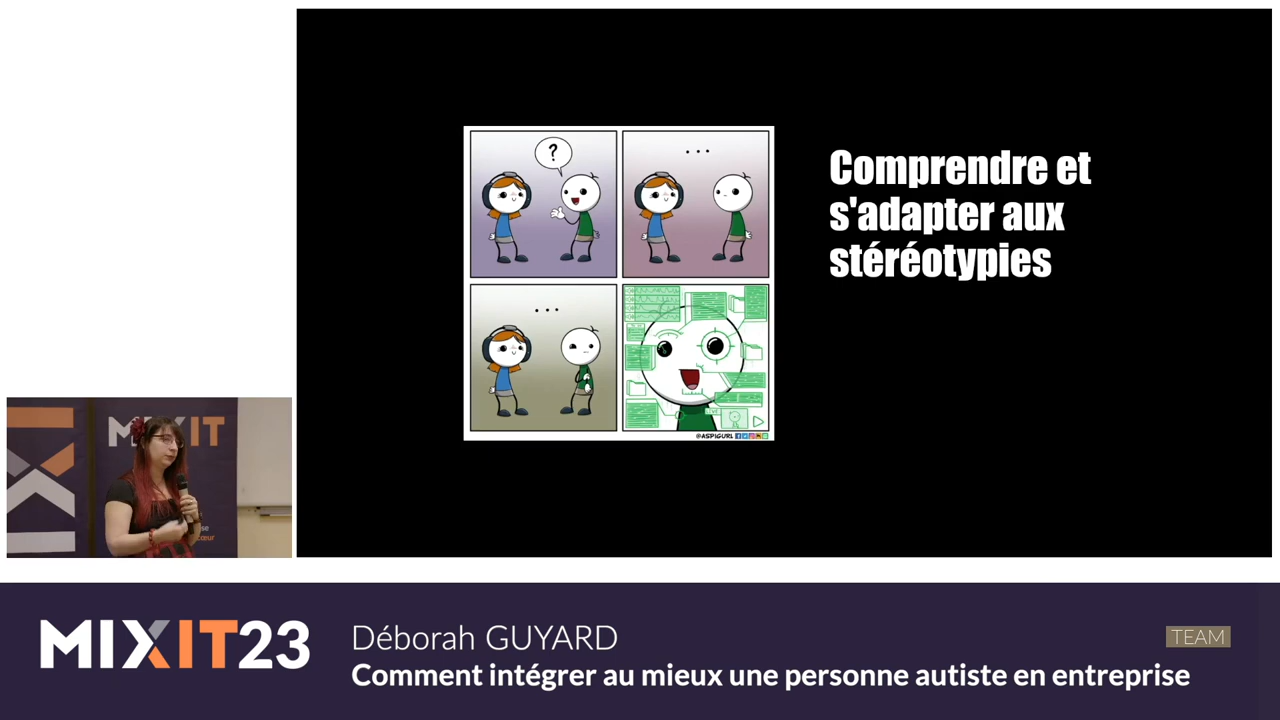 ?
...
...
@ASPIGURL
Comprendre et
s'adapter aux
stéréotypies
MIXIT
MIXIT23
Déborah GUYARD
TEAM
Comment intégrer au mieux une personne autiste en entreprise